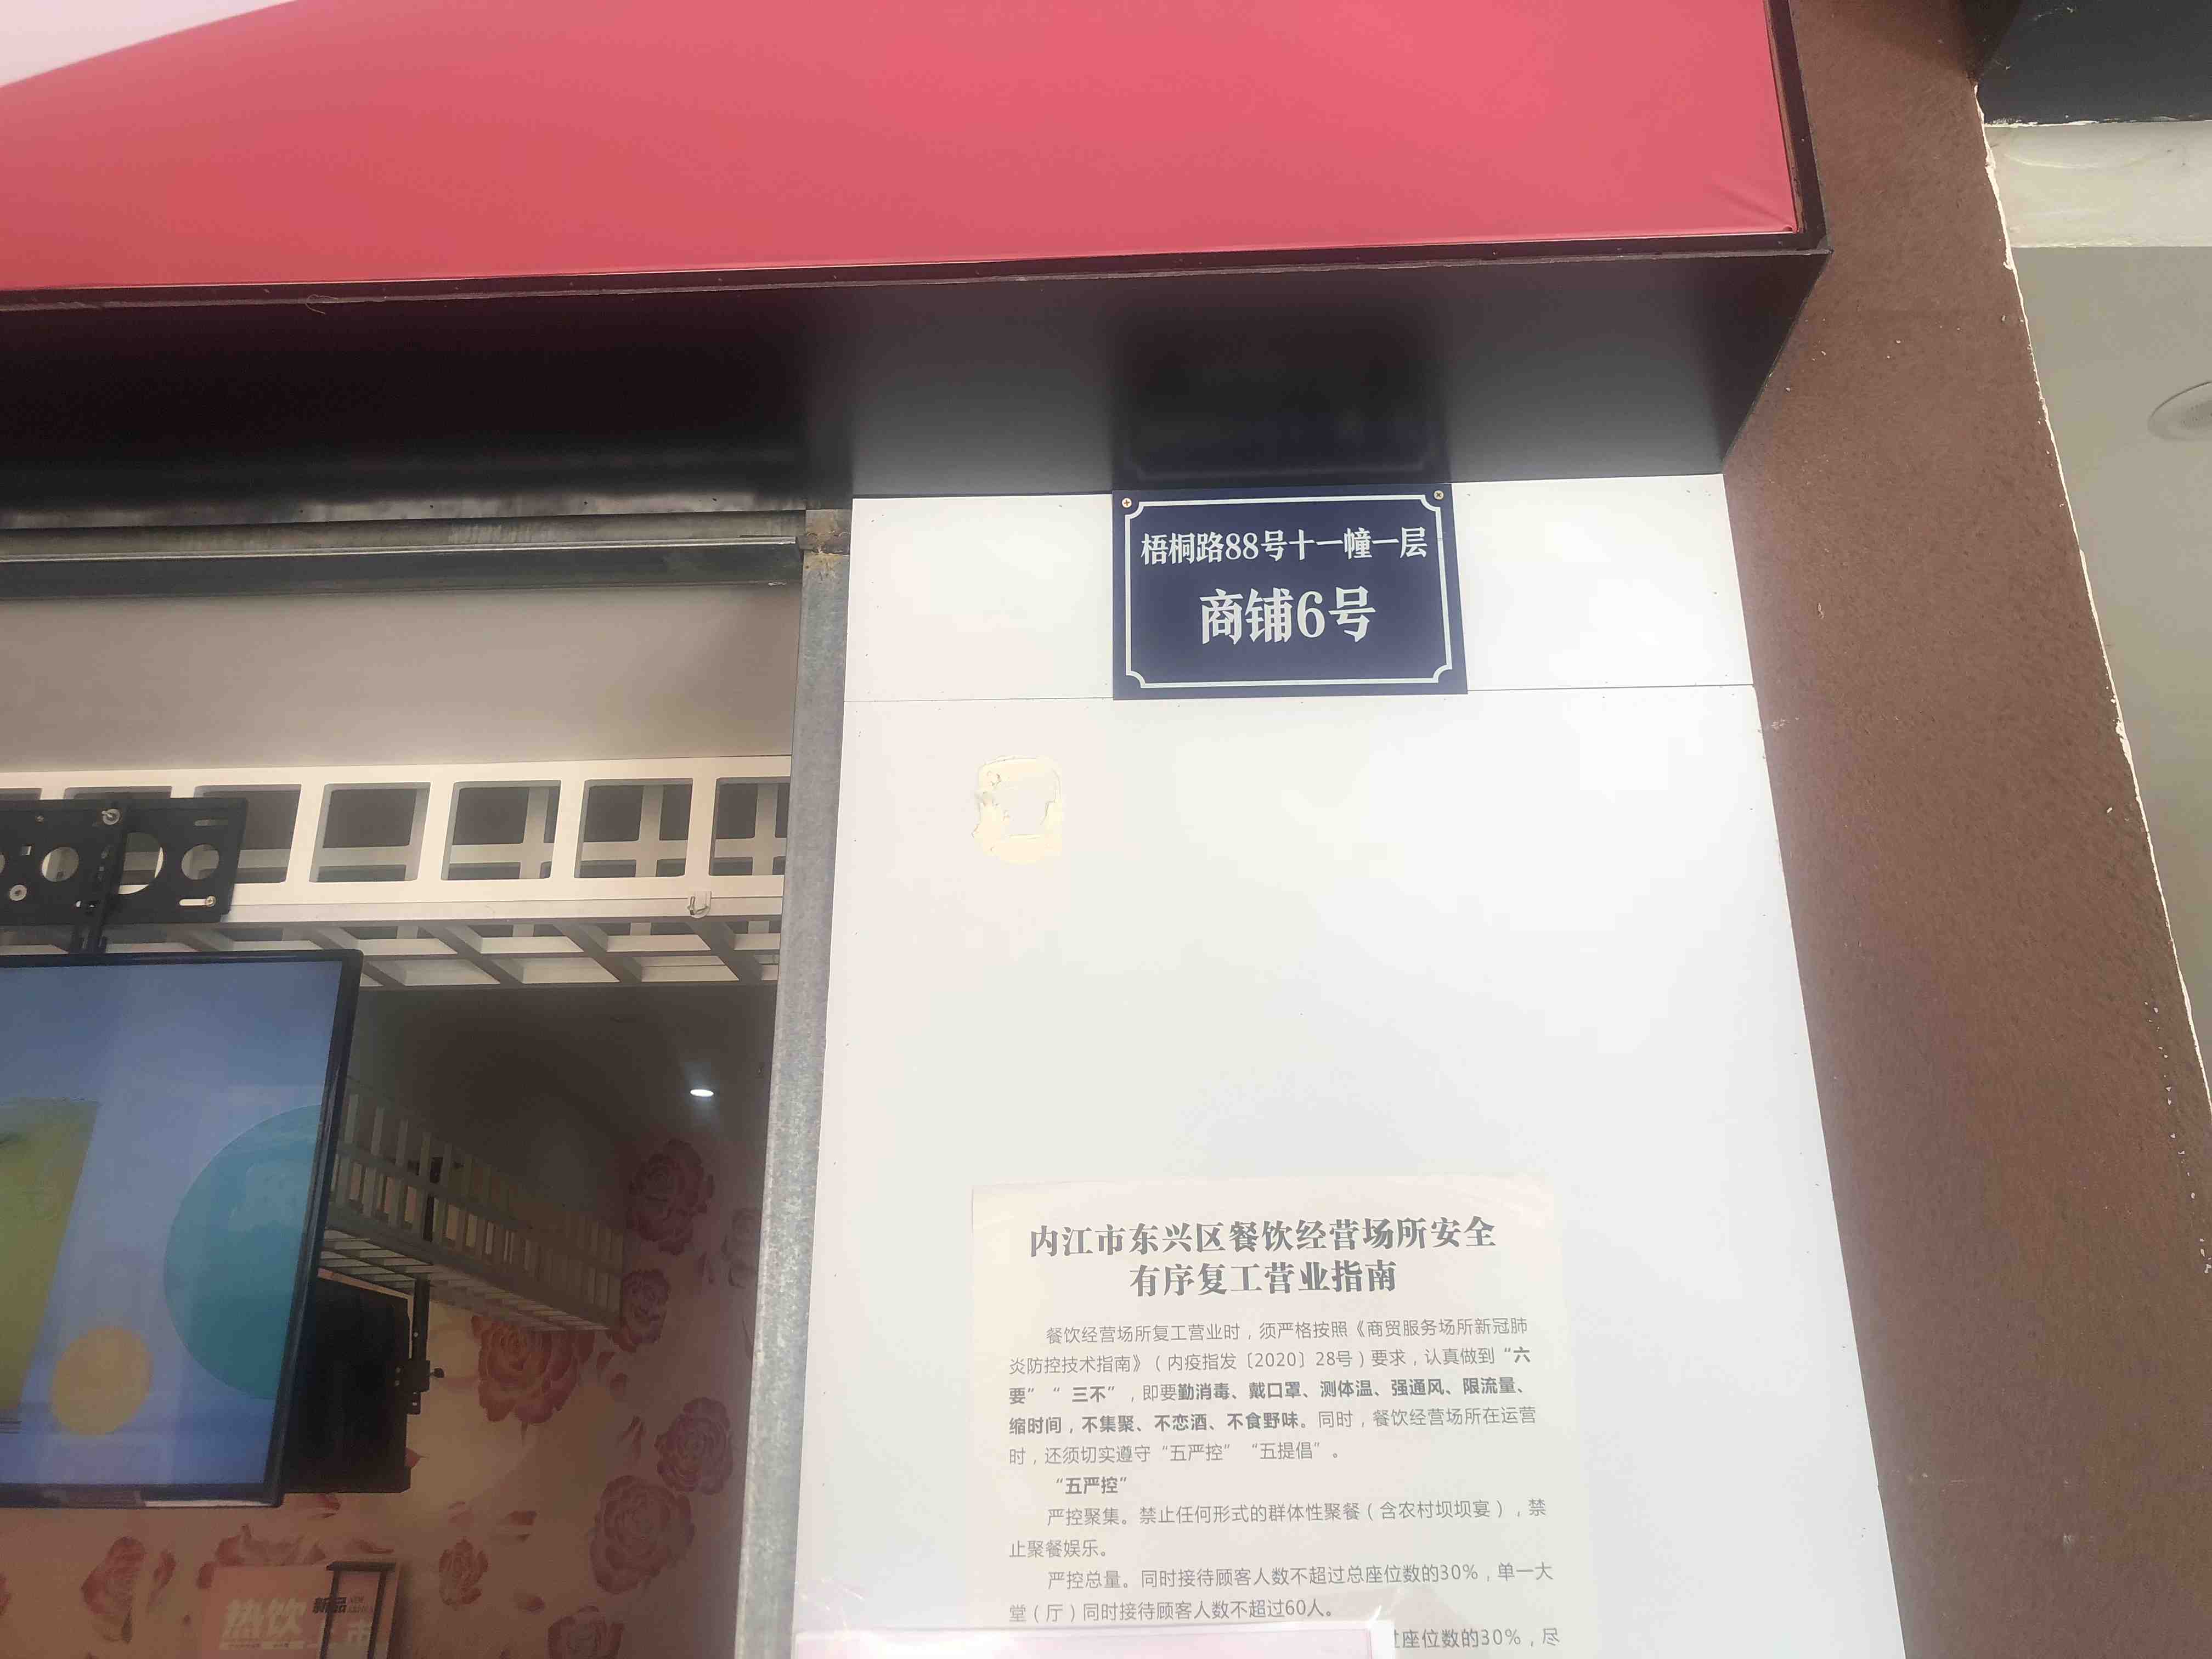 梧桐路88号十一幢一层
商铺6号
内江市东兴区餐饮经营场所安全
有序复工营业指南
餐饮经营场所复工营业时，须严格按照《商贸服务场所新冠肺
炎防控技术指南》（内疫指发〔2020〕28号）要求，认真做到“六
要”“三不”，即要勤消毒、戴口罩、测体温、强通风、限流量、
缩时间，不集聚、不恋酒、不食野味。同时，餐饮经营场所在运营
时，还须切实遵守“五严控”“五提倡”。
“五严控”
严控聚集。禁止任何形式的群体性聚餐（含农村坝坝宴），禁
止聚餐娱乐。
严控总量。同时接待顾客人数不超过总座位数的30%，单一大
堂（厅）同时接待顾客人数不超过60人。
座位数的30%，尽
热饮 新品
市